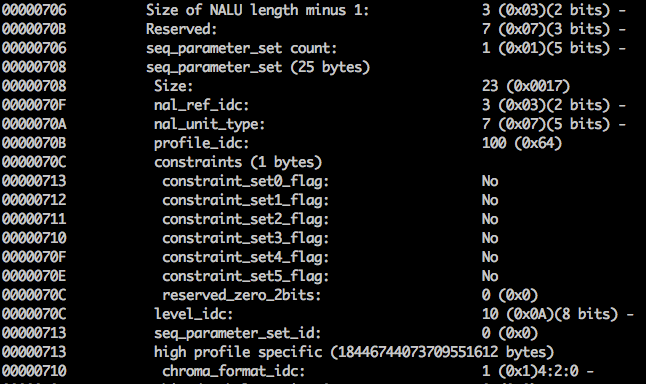 00000706 Size of NALU length minus 1: 3 (0x03)(2 bits) -
0000070B Reserved: 7 (0x07)(3 bits) -
00000706 seq_parameter_set count: 1 (0x01)(5 bits) -
00000708 seq_parameter_set (25 bytes)
00000708 Size: 23 (0x0017)
0000070F nal_ref_idc: 3 (0x03)(2 bits) -
0000070A nal_unit_type: 7 (0x07)(5 bits) -
0000070B profile_idc: 100 (0x64)
0000070C constraints (1 bytes)
00000713 constraint_set0_flag: No
00000712 constraint_set1_flag: No
00000711 constraint_set2_flag: No
00000710 constraint_set3_flag: No
0000070F constraint_set4_flag: No
0000070E constraint_set5_flag: No
0000070C reserved_zero_2bits: 0 (0x0)
0000070C level_idc: 10 (0x0A)(8 bits) -
00000713 seq_parameter_set_id: 0 (0x0)
00000713 high profile specific (18446744073709551612 bytes)
00000710 chroma_format_idc: 1 (0x1)4:2:0 -